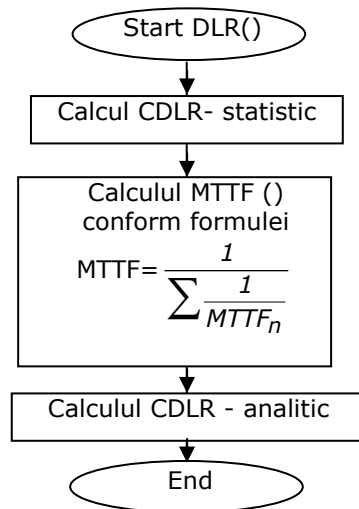 Start DLR()
Calcul CDLR- statistic
Calculul MTTF ()
conform formulei
MTTF= 1 / ∑ 1 / MTTFₙ
Calculul CDLR - analitic
End